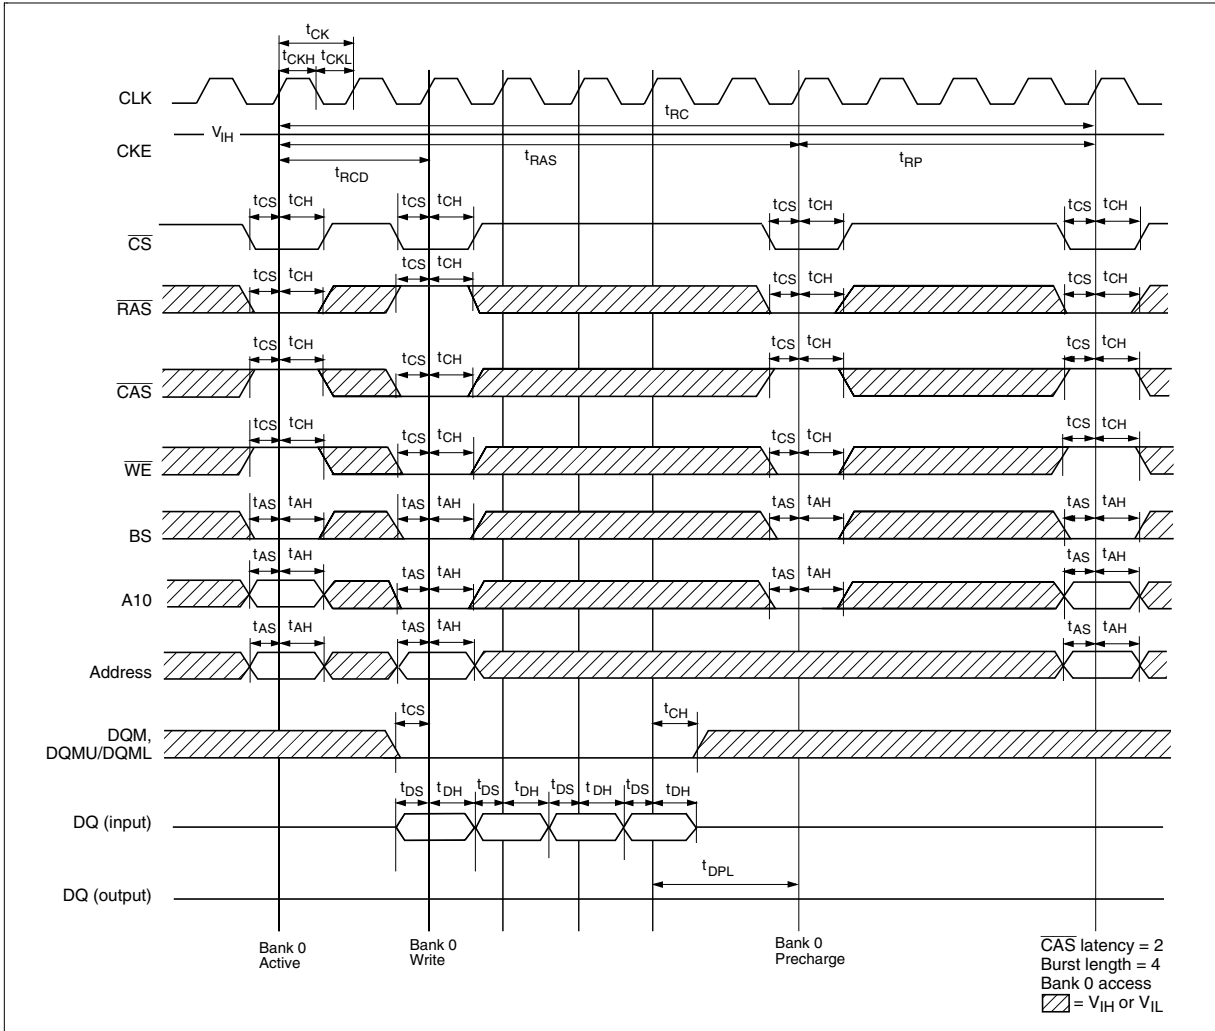 tCK
tCKH tCKL
CLK
tRC
VIH
CKE
tRAS tRP
tRCD
tCS tCH tCS tCH tCS tCH tCS tCH
CS
tCS tCH tCS tCH tCS tCH tCS tCH
RAS
tCS tCH tCS tCH tCS tCH tCS tCH
CAS
tCS tCH tCS tCH tCS tCH tCS tCH
WE
tAS tAH tAS tAH tAS tAH tAS tAH
BS
tAS tAH tAS tAH tAS tAH tAS tAH
A10
tAS tAH tAS tAH tAS tAH
Address
tCS tCH
DQM,
DQMU/DQML
tDS tDH tDS tDH tDS tDH tDS tDH
DQ (input)
tDPL
DQ (output)
Bank 0
Active
Bank 0
Write
Bank 0
Precharge
CAS latency = 2
Burst length = 4
Bank 0 access
= VIH or VIL